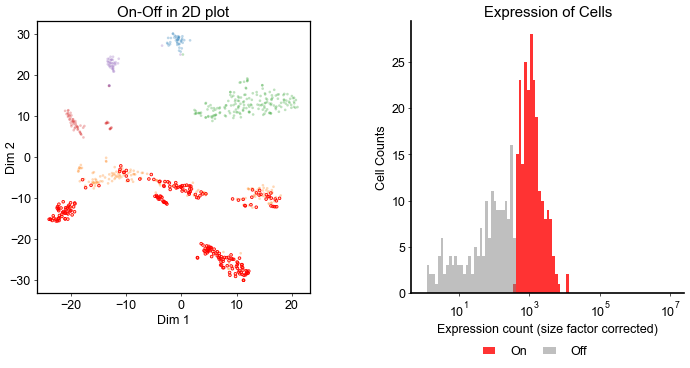 On-Off in 2D plot
30
20
10
0
−10
−20
−30
Dim 2
−20 −10 0 10 20
Dim 1
Expression of Cells
25
20
15
10
5
0
Cell Counts
10^1 10^3 10^5 10^7
Expression count (size factor corrected)
On Off